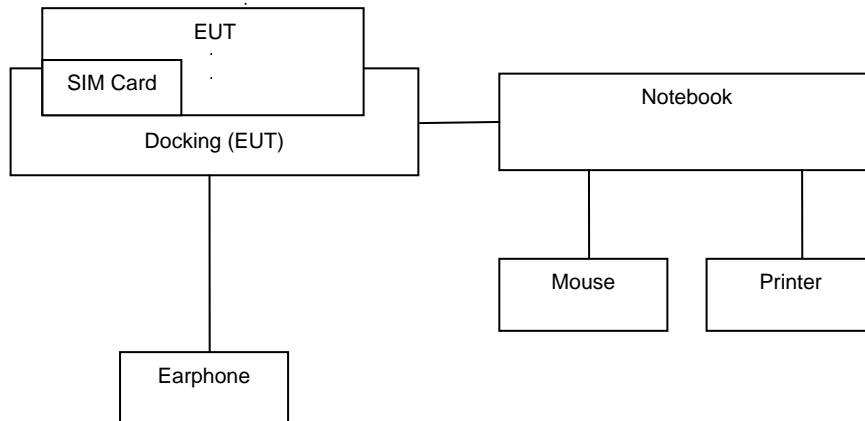 EUT
SIM Card
Docking (EUT)
Notebook
Mouse
Printer
Earphone